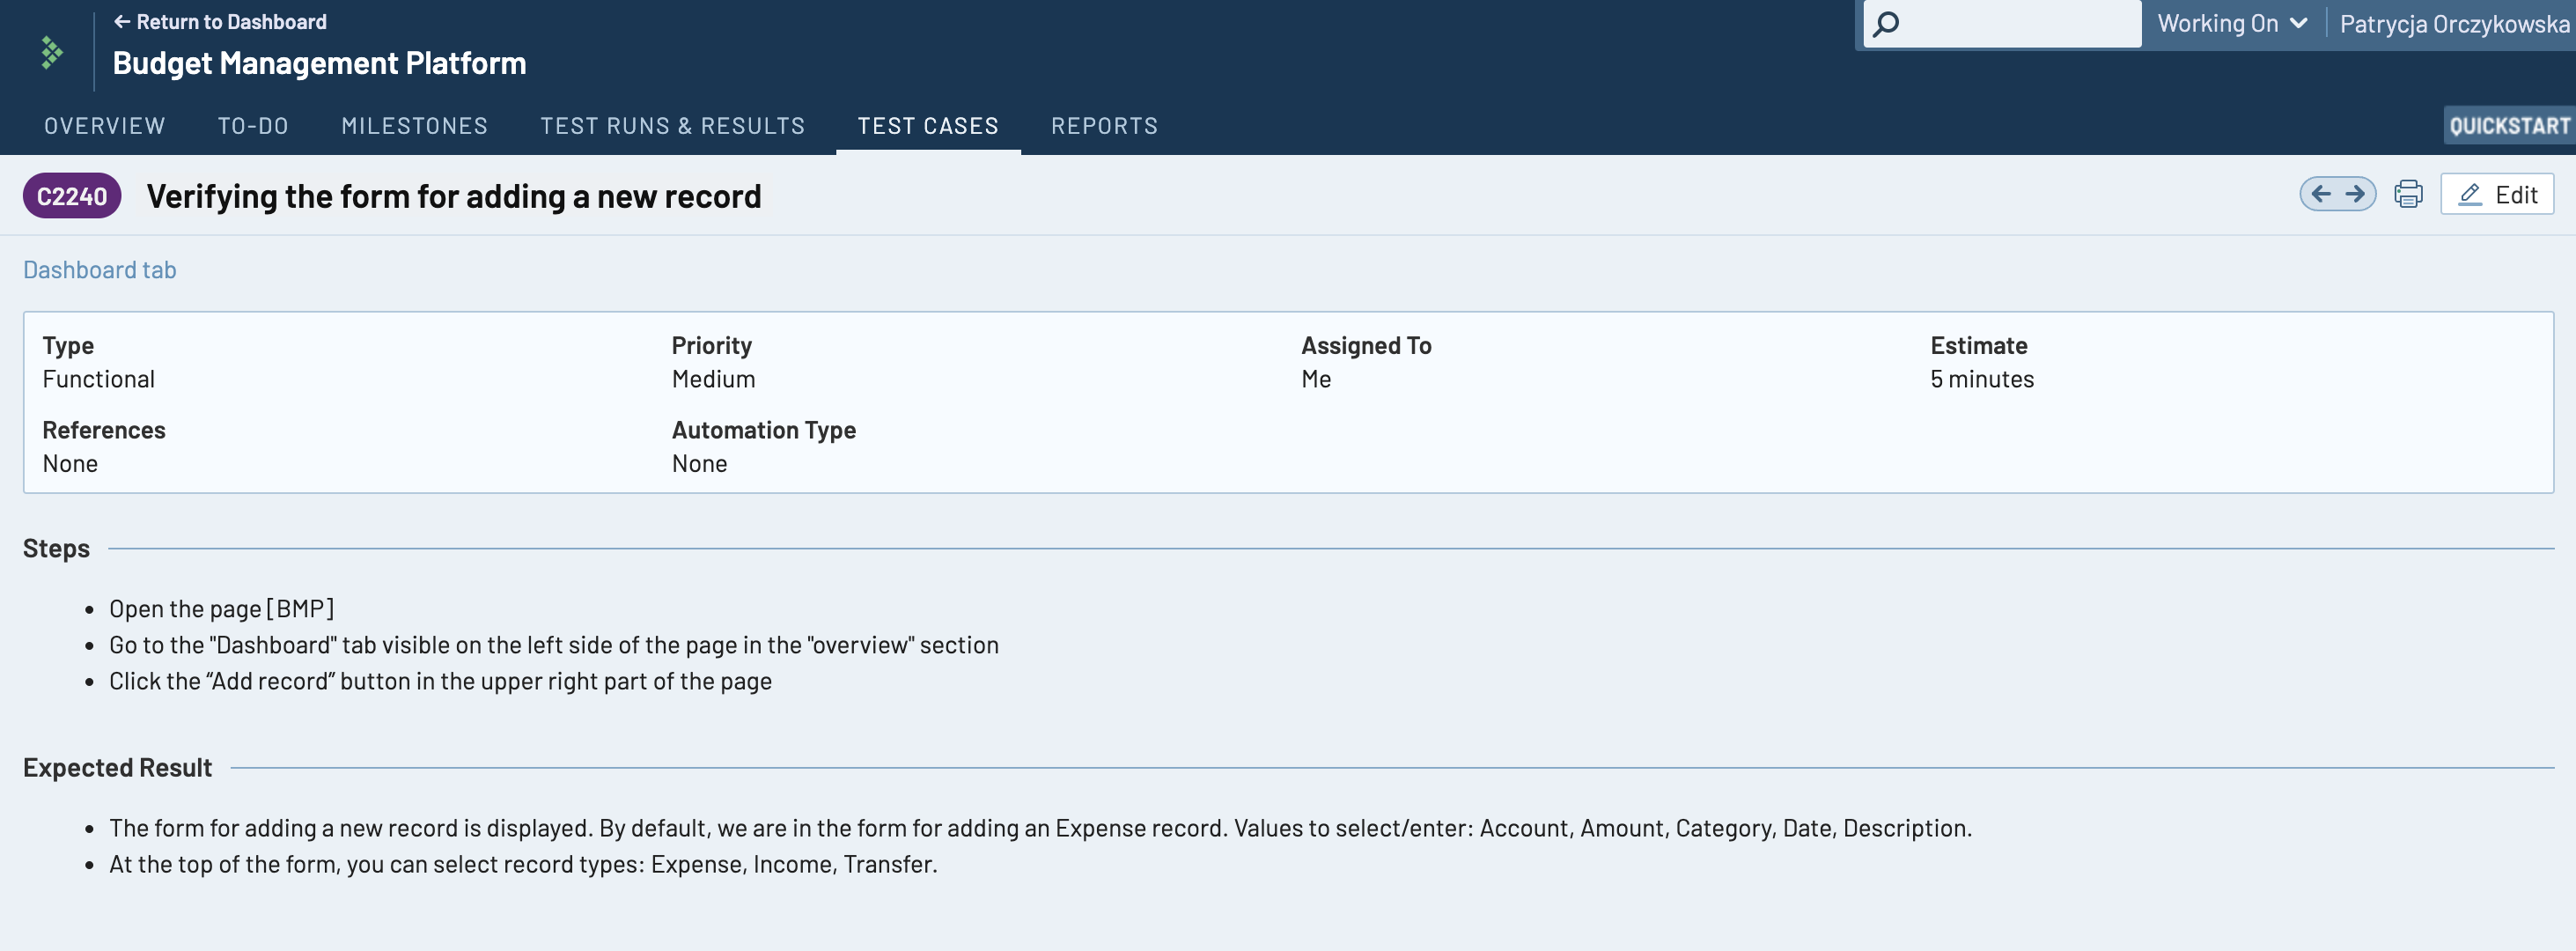 ← Return to Dashboard
Budget Management Platform
Working On
Patrycja Orczykowska
OVERVIEW
TO-DO
MILESTONES
TEST RUNS & RESULTS
TEST CASES
REPORTS
QUICKSTART
C2240
Verifying the form for adding a new record
Edit
Dashboard tab
Type
Functional
Priority
Medium
Assigned To
Me
Estimate
5 minutes
References
None
Automation Type
None
Steps
• Open the page [BMP]
• Go to the "Dashboard" tab visible on the left side of the page in the "overview" section
• Click the “Add record” button in the upper right part of the page
Expected Result
• The form for adding a new record is displayed. By default, we are in the form for adding an Expense record. Values to select/enter: Account, Amount, Category, Date, Description.
• At the top of the form, you can select record types: Expense, Income, Transfer.